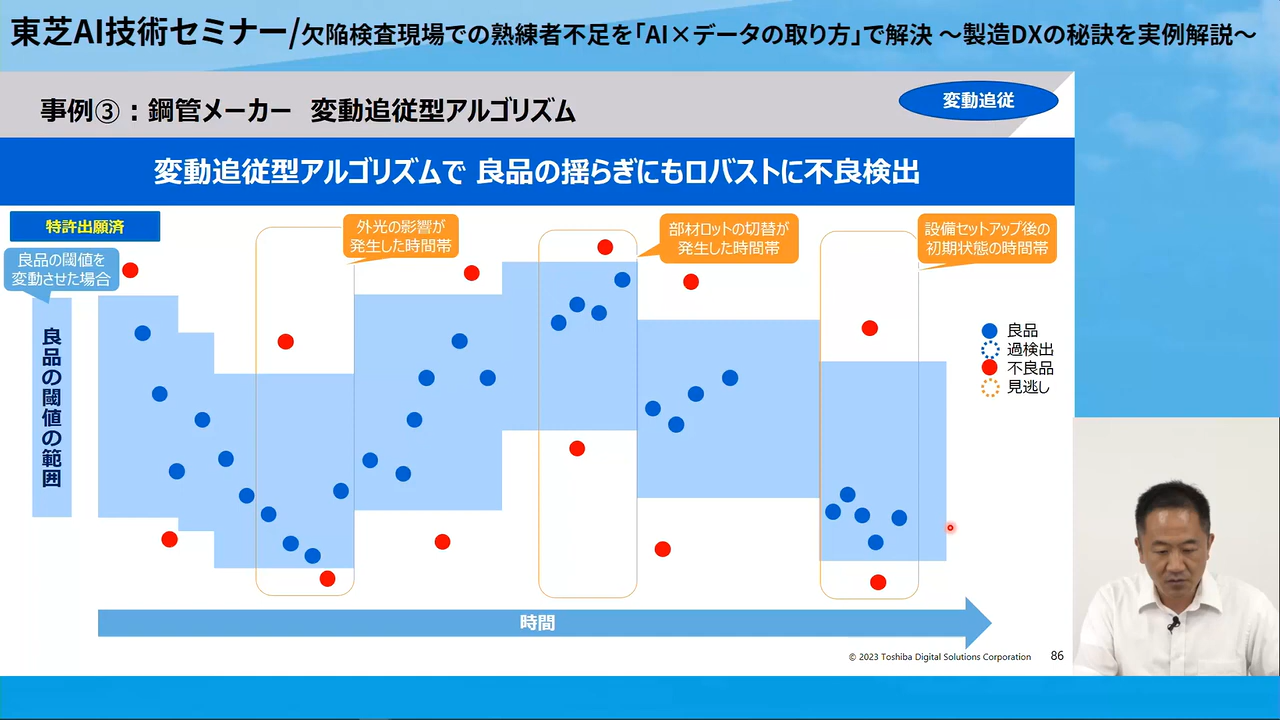 東芝AI技術セミナー/欠陥検査現場での熟練者不足を「AI×データの取り方」で解決 ～製造DXの秘訣を実例解説～
事例③：鋼管メーカー 変動追従型アルゴリズム
変動追従
変動追従型アルゴリズムで 良品の揺らぎにもロバストに不良検出
特許出願済
良品の閾値を
変動させた場合
外光の影響が
発生した時間帯
部材ロットの切替が
発生した時間帯
設備セットアップ後の
初期状態の時間帯
良品の閾値の範囲
良品
過検出
不良品
見逃し
時間
© 2023 Toshiba Digital Solutions Corporation
86